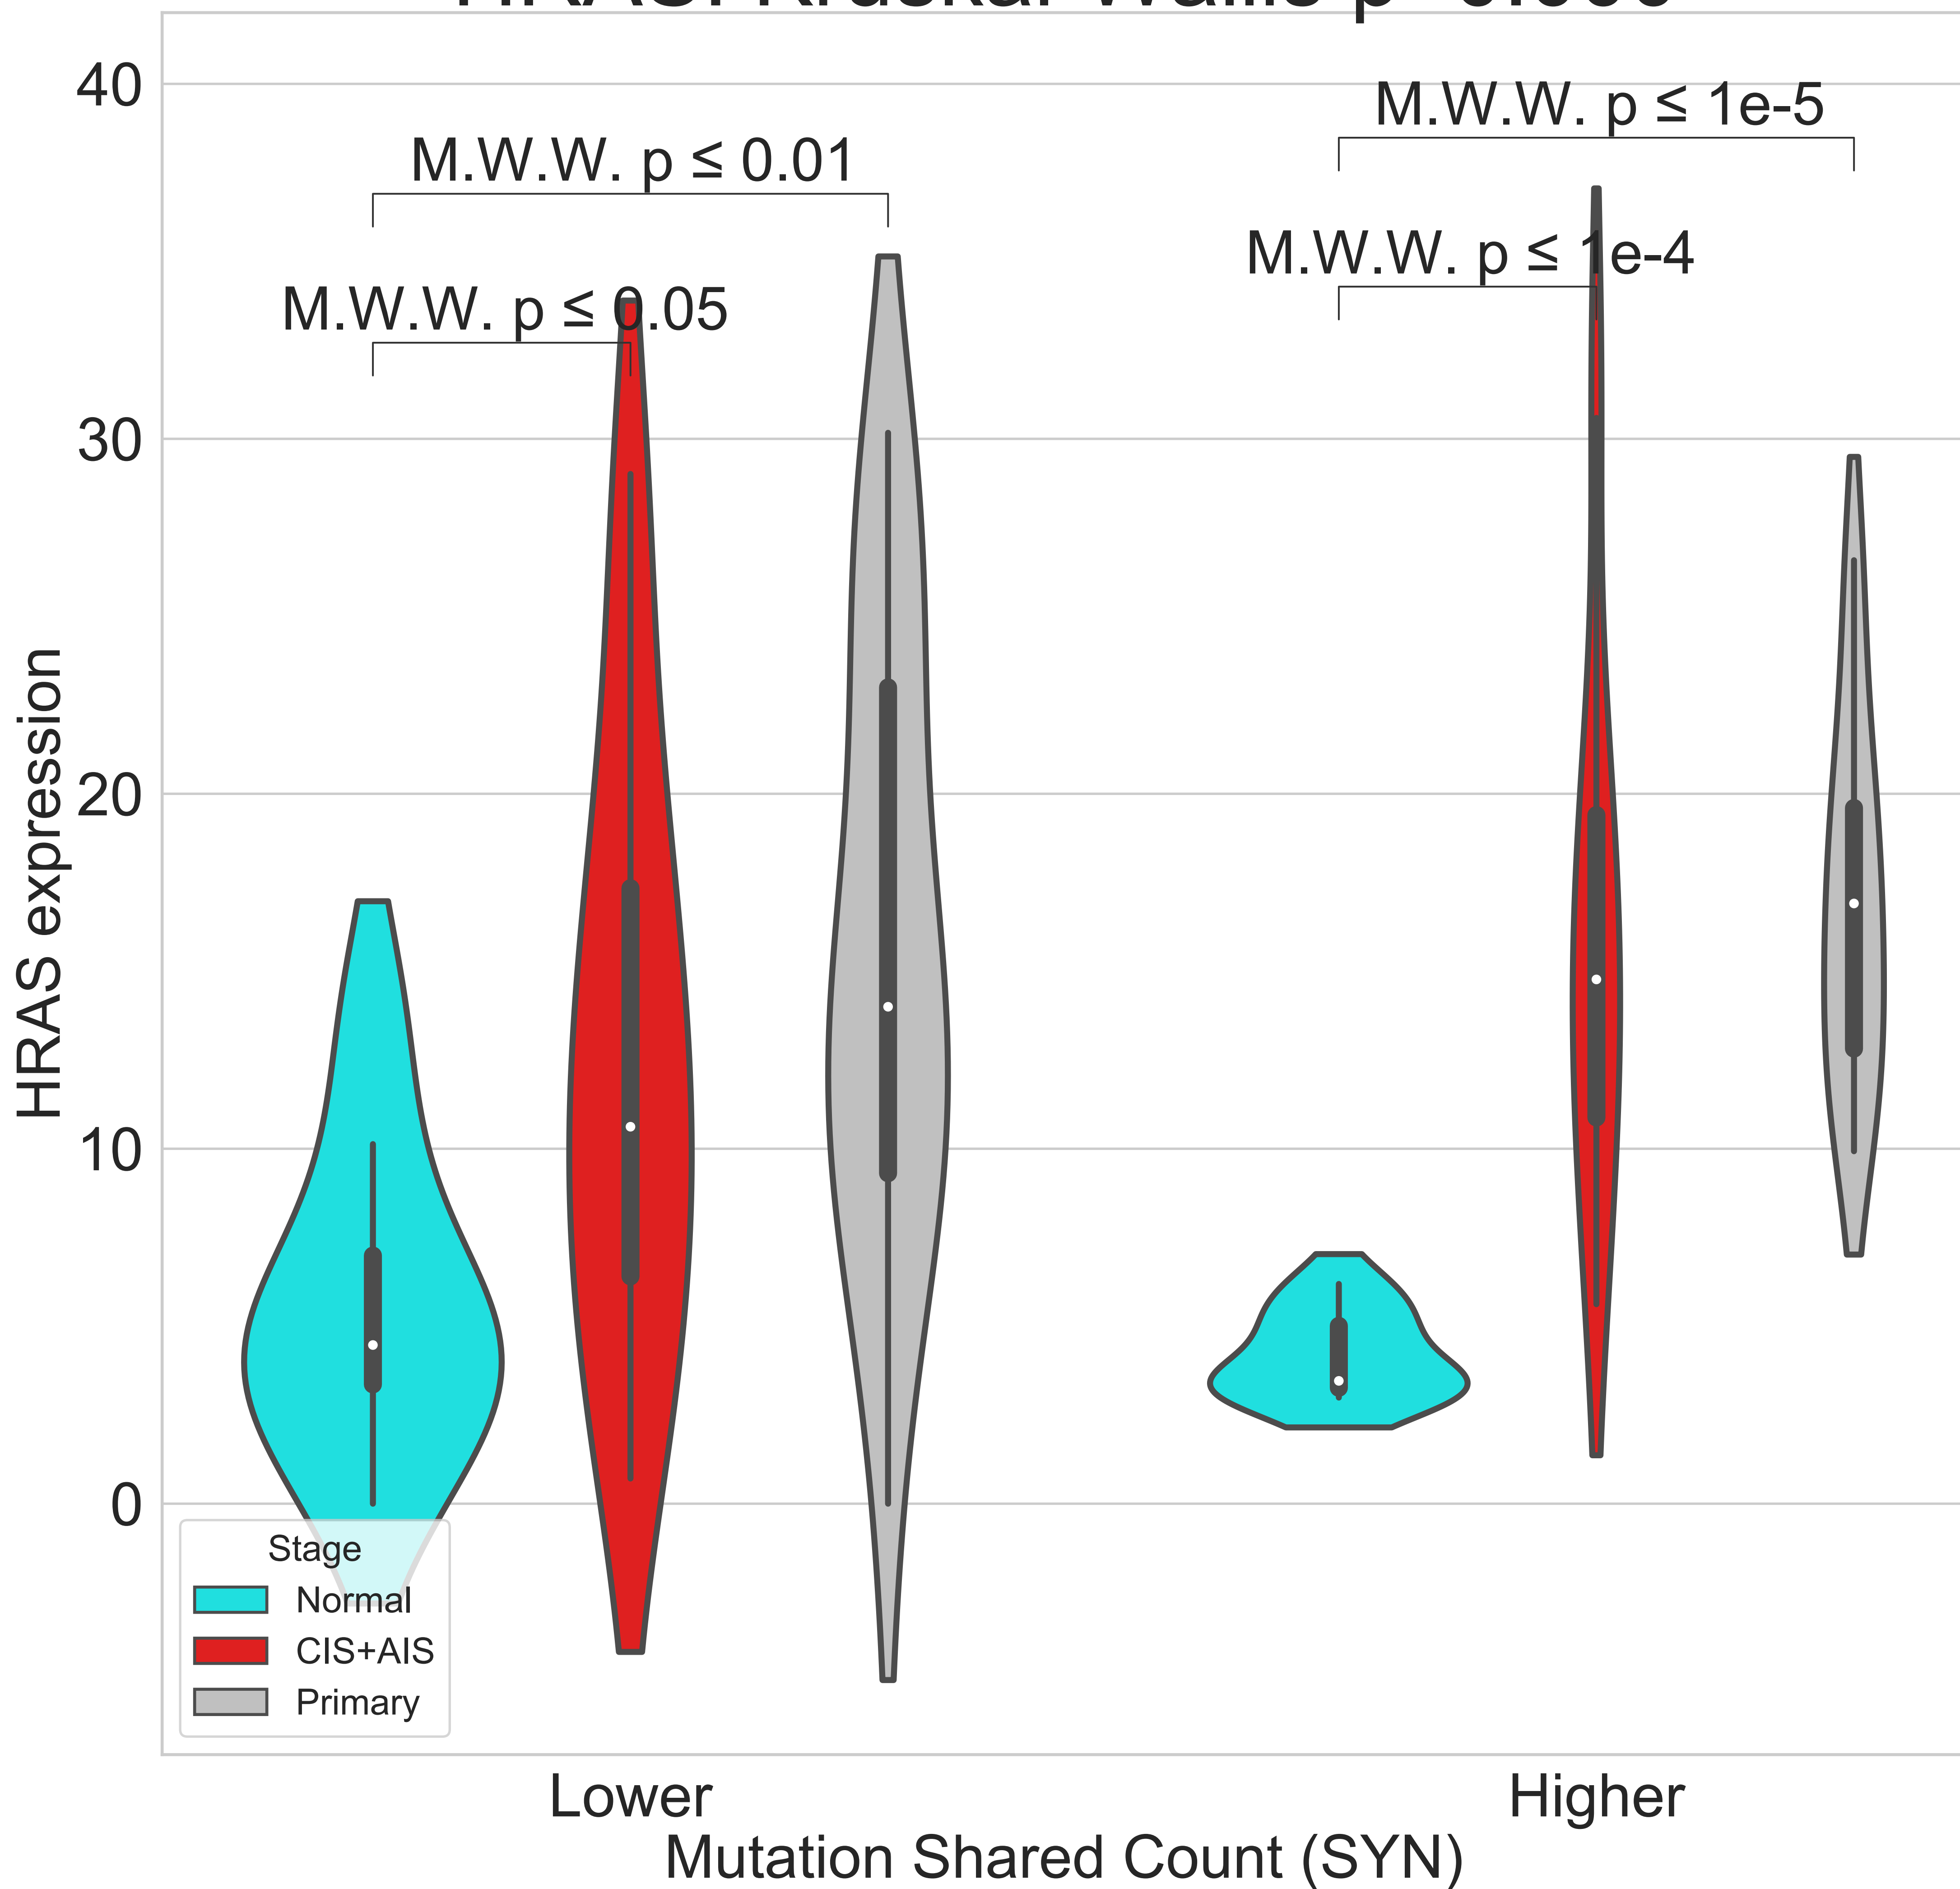 40
30
20
10
0
HRAS expression
M.W.W. p ≤ 0.01
M.W.W. p ≤ 0.05
M.W.W. p ≤ 1e-5
M.W.W. p ≤ 1e-4
Stage
Normal
CIS+AIS
Primary
Lower
Higher
Mutation Shared Count (SYN)